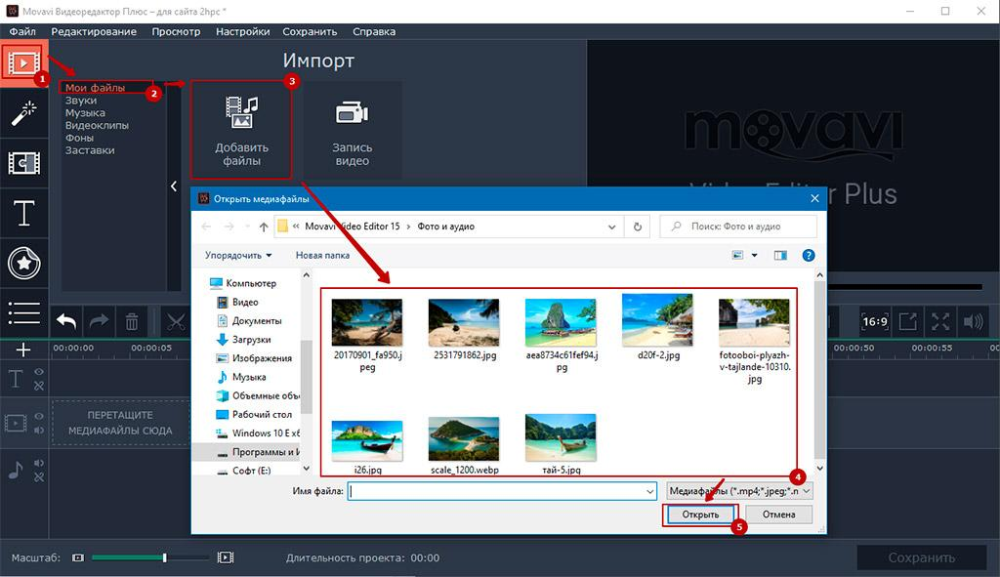 Movavi Видеоредактор Плюс – для сайта 2hpc *
Файл Редактирование Просмотр Настройки Сохранить Справка
Импорт
1
2
3
Мои файлы
Звуки
Музыка
Видеоклипы
Фоны
Заставки
Добавить
файлы
Запись
видео
movavi
Video Editor Plus
Открыть медиафайлы
« Movavi Video Editor 15 > Фото и аудио
Поиск: Фото и аудио
Упорядочить
Новая папка
Компьютер
Видео
Документы
Загрузки
Изображения
Музыка
Объемные объ
Рабочий стол
Windows 10 E x6
Программы и И
Софт (E:)
20170901_fa950.j
peg
2531791862.jpg
aea8734c61fef94.j
pg
d20f-2.jpg
fotooboi-plyazh-
v-tajlande-10310.
jpg
i26.jpg
scale_1200.webp
тай-5.jpg
4
Имя файла:
Медиафайлы (*.mp4;*.jpeg;*.n
Открыть
Отмена
5
16:9
00:00:00
00:00:05
00:00:50
00:00:55
ПЕРЕТАЩИТЕ
МЕДИАФАЙЛЫ СЮДА
Масштаб:
Длительность проекта: 00:00
Сохранить